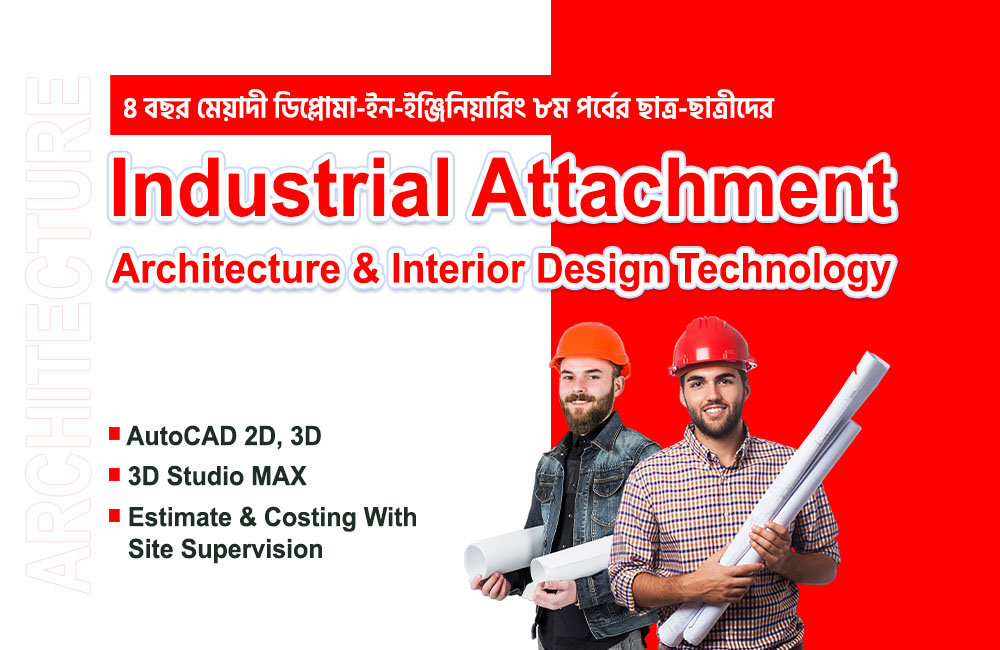 ৪ বছর মেয়াদী ডিপ্লোমা-ইন-ইঞ্জিনিয়ারিং ৮ম পর্বের ছাত্র-ছাত্রীদের
Industrial Attachment
Architecture & Interior Design Technology
ARCHITECTURE
AutoCAD 2D, 3D
3D Studio MAX
Estimate & Costing With
Site Supervision